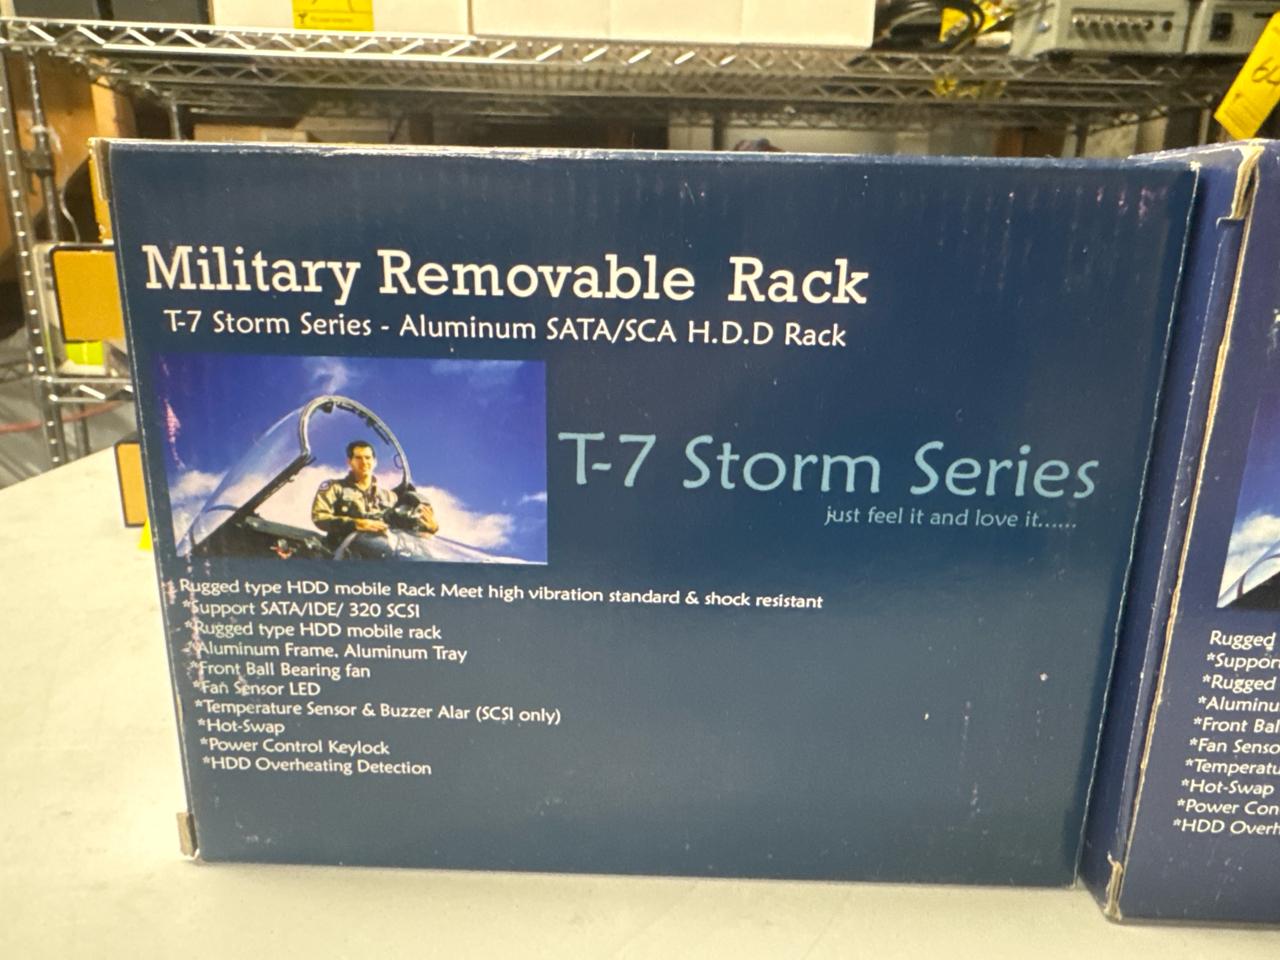 Military Removable Rack
T-7 Storm Series - Aluminum SATA/SCA H.D.D Rack
T-7 Storm Series
just feel it and love it......
Rugged type HDD mobile Rack Meet high vibration standard & shock resistant
*Support SATA/IDE/ 320 SCSI
*Rugged type HDD mobile rack
*Aluminum Frame, Aluminum Tray
*Front Ball Bearing fan
*Fan Sensor LED
*Temperature Sensor & Buzzer Alar (SCSI only)
*Hot-Swap
*Power Control Keylock
*HDD Overheating Detection
Rugged
*Suppor
*Rugged
*Aluminu
*Front Bal
*Fan Senso
*Temperatu
*Hot-Swap
*Power Con
*HDD Overh